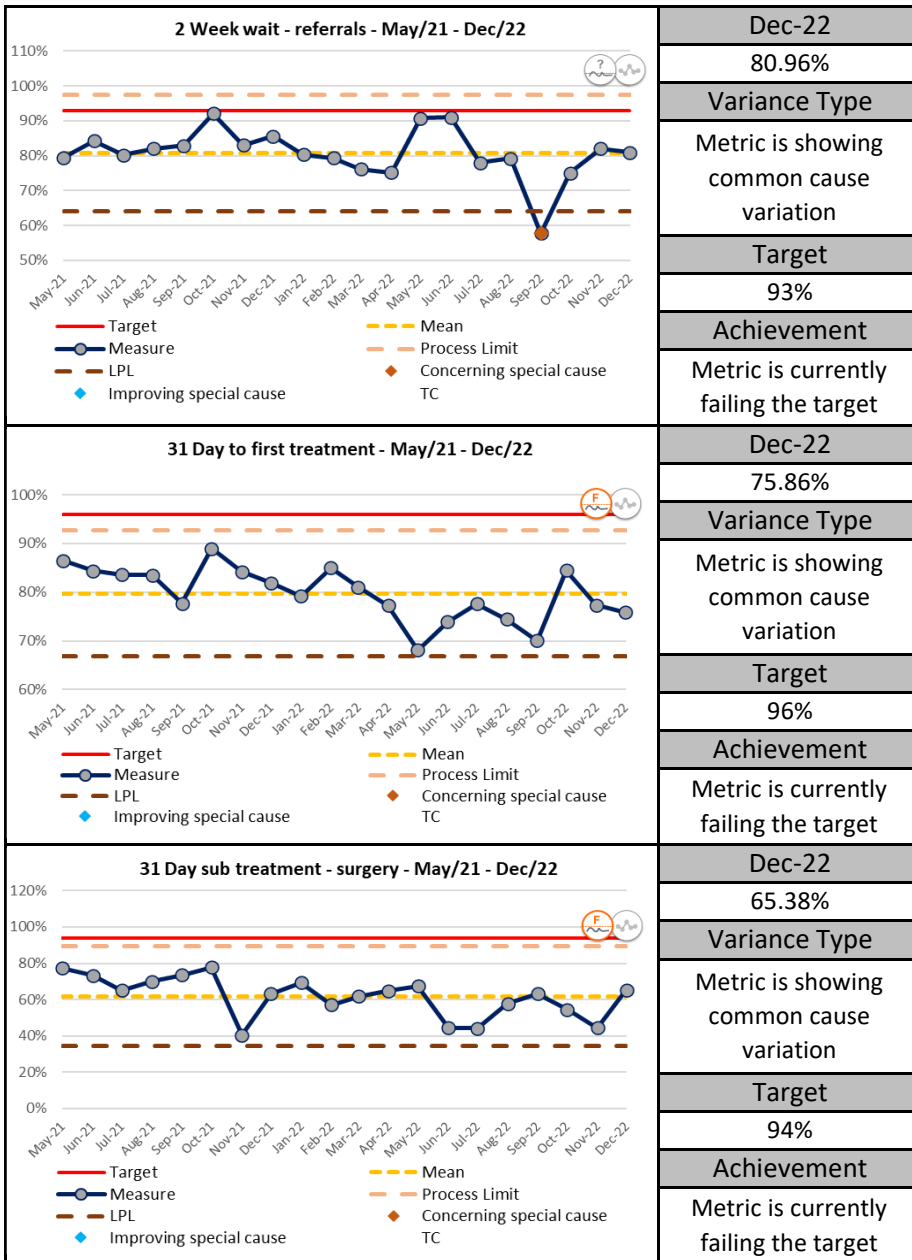 2 Week wait - referrals - May/21 - Dec/22
110%
100%
90%
80%
70%
60%
50%
?
May-21 Jun-21 Jul-21 Aug-21 Sep-21 Oct-21 Nov-21 Dec-21 Jan-22 Feb-22 Mar-22 Apr-22 May-22 Jun-22 Jul-22 Aug-22 Sep-22 Oct-22 Nov-22 Dec-22
Target Mean
Measure Process Limit
LPL Concerning special cause
Improving special cause TC
Dec-22
80.96%
Variance Type
Metric is showing
common cause
variation
Target
93%
Achievement
Metric is currently
failing the target
31 Day to first treatment - May/21 - Dec/22
100%
90%
80%
70%
60%
F
May-21 Jun-21 Jul-21 Aug-21 Sep-21 Oct-21 Nov-21 Dec-21 Jan-22 Feb-22 Mar-22 Apr-22 May-22 Jun-22 Jul-22 Aug-22 Sep-22 Oct-22 Nov-22 Dec-22
Target Mean
Measure Process Limit
LPL Concerning special cause
Improving special cause TC
Dec-22
75.86%
Variance Type
Metric is showing
common cause
variation
Target
96%
Achievement
Metric is currently
failing the target
31 Day sub treatment - surgery - May/21 - Dec/22
120%
100%
80%
60%
40%
20%
0%
F
May-21 Jun-21 Jul-21 Aug-21 Sep-21 Oct-21 Nov-21 Dec-21 Jan-22 Feb-22 Mar-22 Apr-22 May-22 Jun-22 Jul-22 Aug-22 Sep-22 Oct-22 Nov-22 Dec-22
Target Mean
Measure Process Limit
LPL Concerning special cause
Improving special cause TC
Dec-22
65.38%
Variance Type
Metric is showing
common cause
variation
Target
94%
Achievement
Metric is currently
failing the target